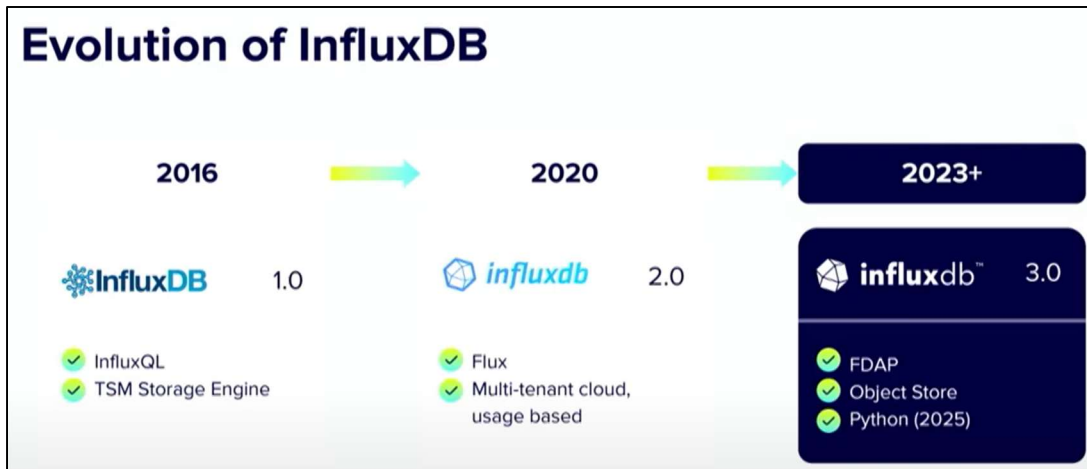 Evolution of InfluxDB
2016
2020
2023+
InfluxDB 1.0
influxdb 2.0
influxdb™ 3.0
InfluxQL
TSM Storage Engine
Flux
Multi-tenant cloud,
usage based
FDAP
Object Store
Python (2025)